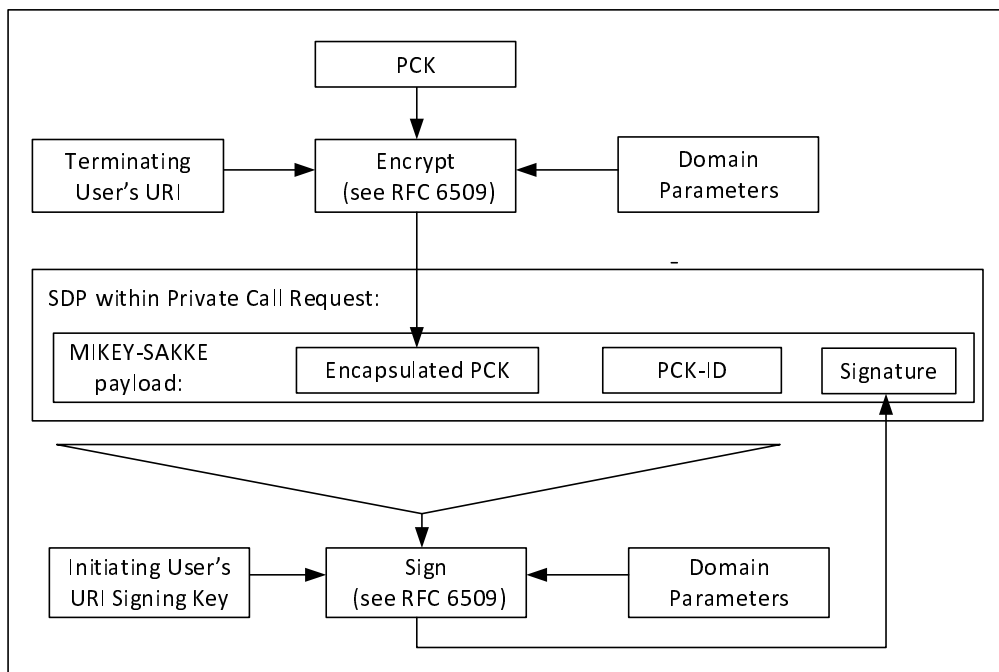 PCK
Terminating
User's URI
Encrypt
(see RFC 6509)
Domain
Parameters
SDP within Private Call Request:
MIKEY-SAKKE
payload:
Encapsulated PCK
PCK-ID
Signature
Initiating User's
URI Signing Key
Sign
(see RFC 6509)
Domain
Parameters